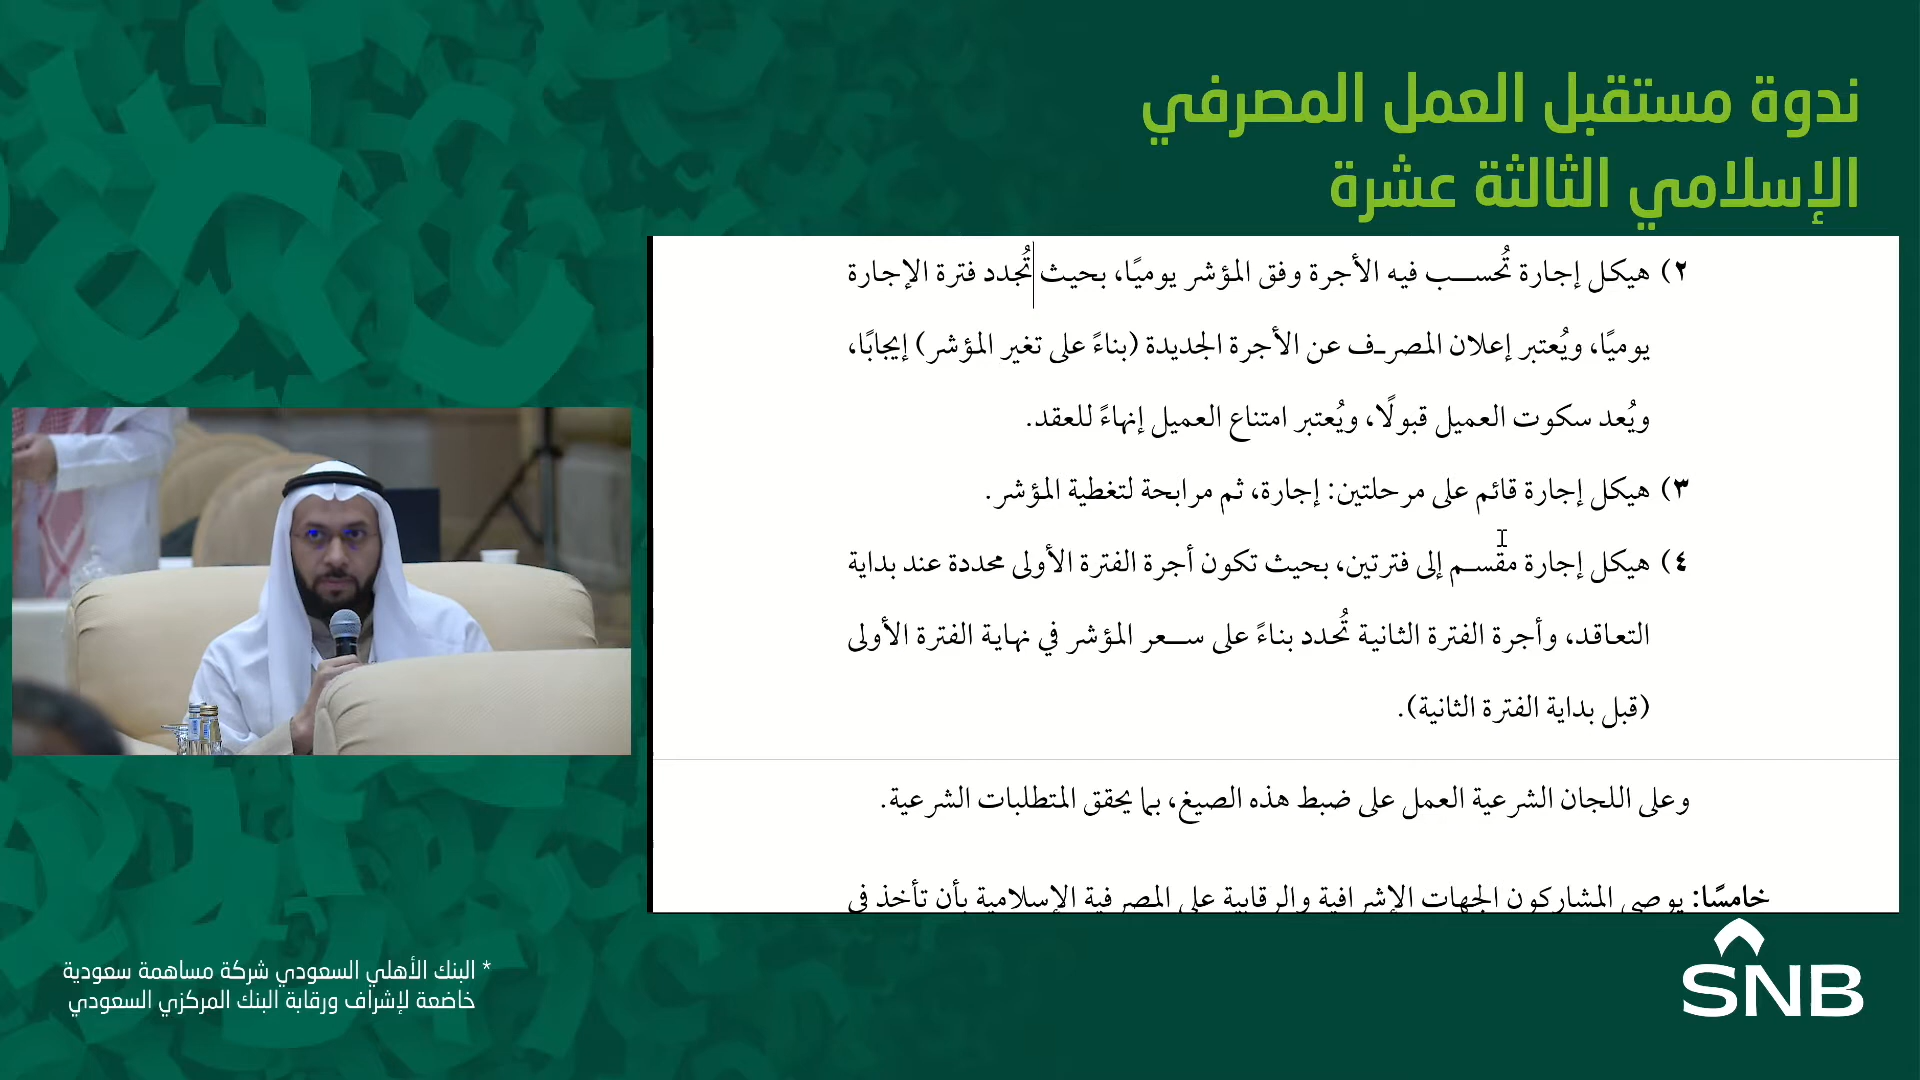 ندوة مستقبل العمل المصرفي
الإسلامي الثالثة عشرة
٢) هيكل إجارة تُحســـب فيه الأجرة وفق المؤشر يوميًا، بحيث تُجدد فترة الإجارة
يوميًا، ويُعتبر إعلان المصرـف عن الأجرة الجديدة (بناءً على تغير المؤشر) إيجابًا،
ويُعد سكوت العميل قبولًا، ويُعتبر امتناع العميل إنهاءً للعقد.
٣) هيكل إجارة قائم على مرحلتين: إجارة، ثم مرابحة لتغطية المؤشر.
٤) هيكل إجارة مقســم إلى فترتين، بحيث تكون أجرة الفترة الأولى محددة عند بداية
التعاقد، وأجرة الفترة الثانية تُحدد بناءً على ســـعر المؤشر في نهاية الفترة الأولى
(قبل بداية الفترة الثانية).
وعلى اللجان الشرعية العمل على ضبط هذه الصيغ، بما يحقق المتطلبات الشرعية.
خامسًا: يوصي المشاركون الجهات الإشرافية والرقابية على المصرفية الإسلامية بأن تأخذ في
* البنك الأهلي السعودي شركة مساهمة سعودية
خاضعة لإشراف ورقابة البنك المركزي السعودي
SNB